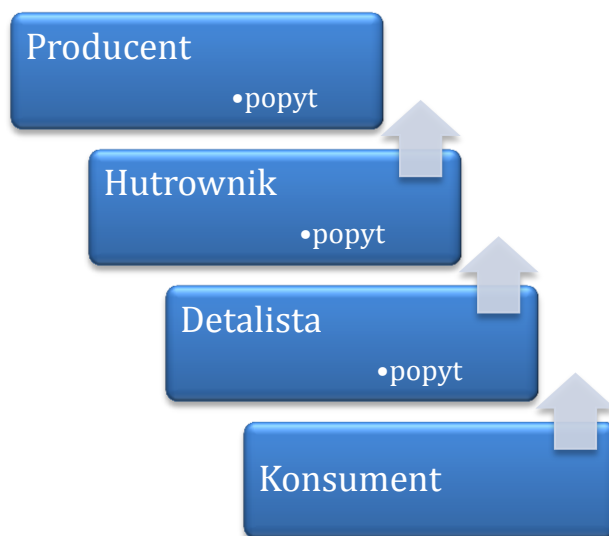 Producent
•popyt
Hutrownik
•popyt
Detalista
•popyt
Konsument